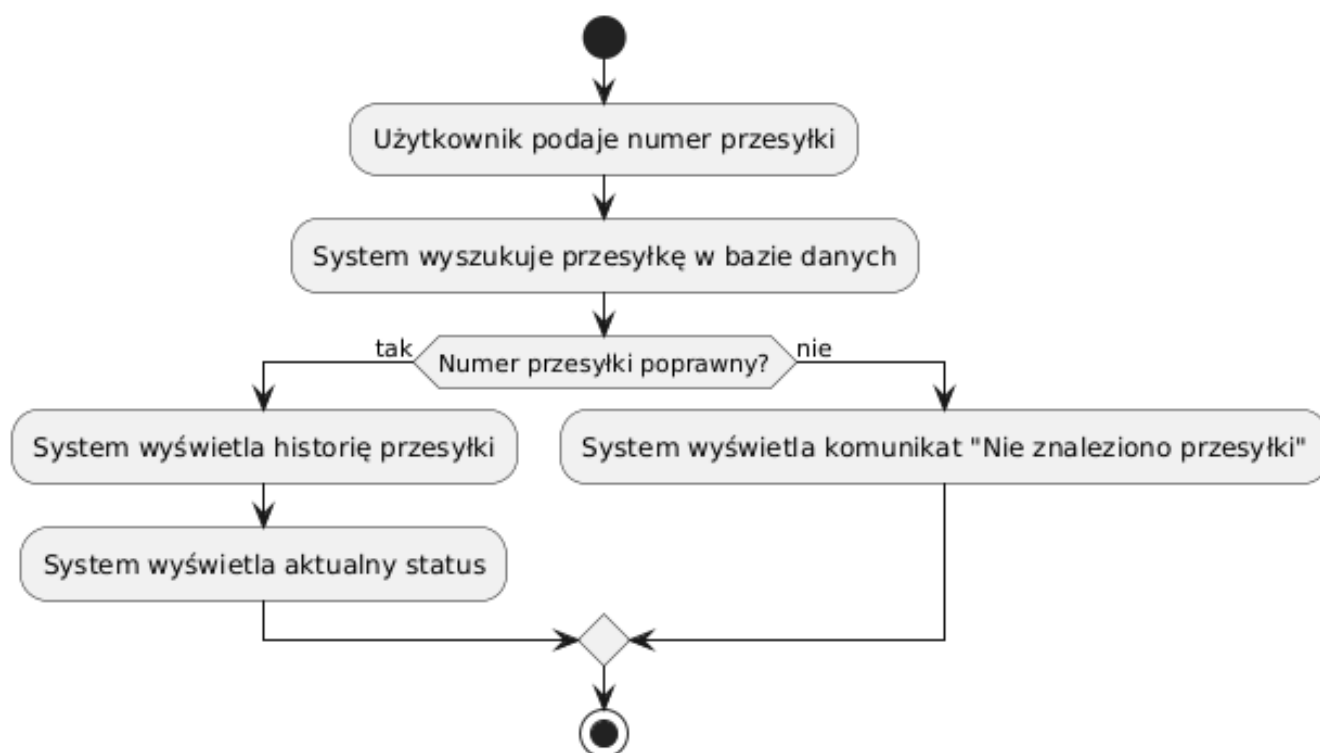 Użytkownik podaje numer przesyłki
System wyszukuje przesyłkę w bazie danych
tak
Numer przesyłki poprawny?
nie
System wyświetla historię przesyłki
System wyświetla komunikat "Nie znaleziono przesyłki"
System wyświetla aktualny status